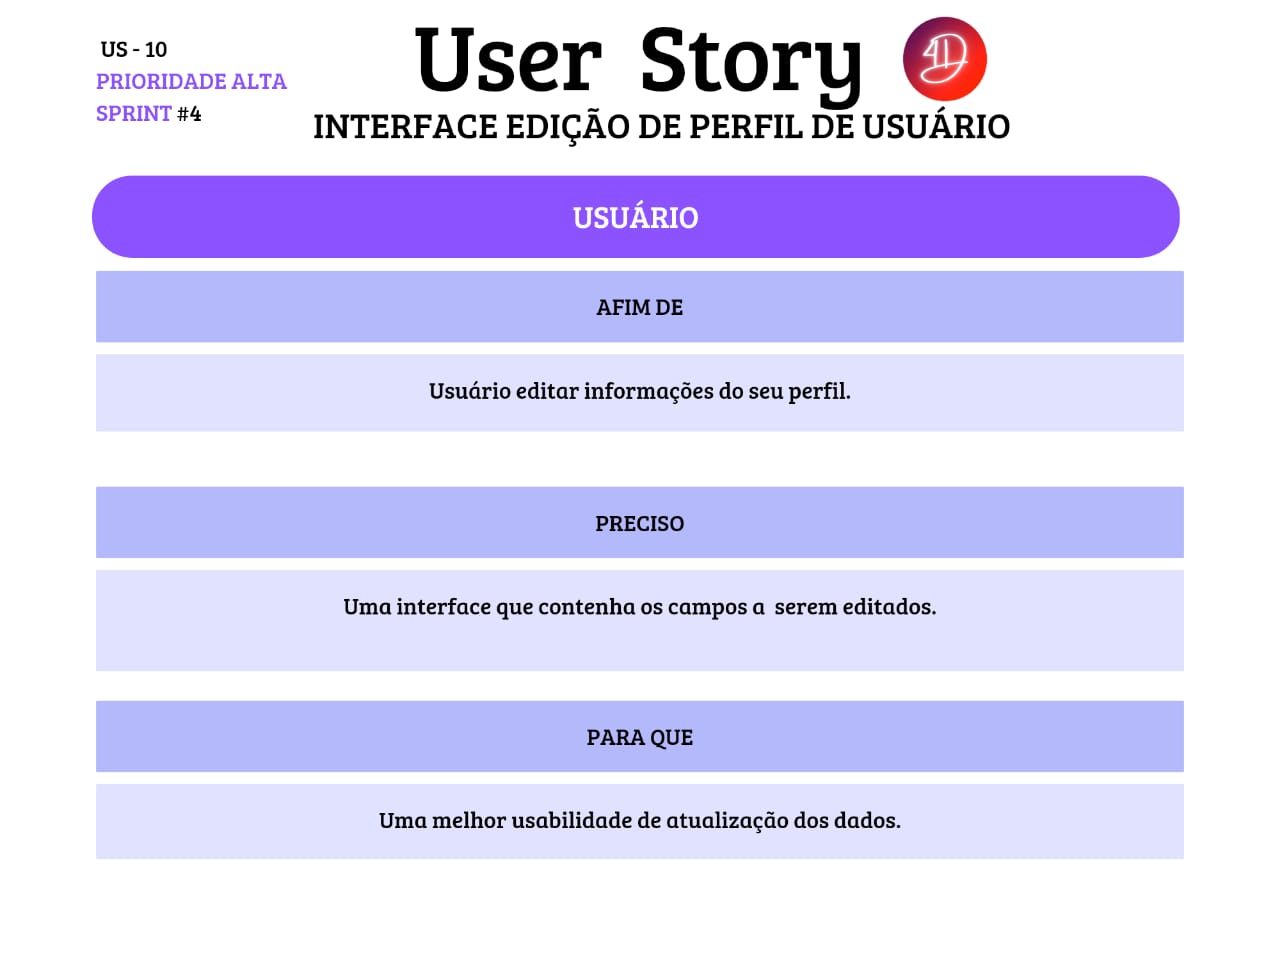 US - 10
PRIORIDADE ALTA
SPRINT #4
User Story
INTERFACE EDIÇÃO DE PERFIL DE USUÁRIO
USUÁRIO
AFIM DE
Usuário editar informações do seu perfil.
PRECISO
Uma interface que contenha os campos a serem editados.
PARA QUE
Uma melhor usabilidade de atualização dos dados.